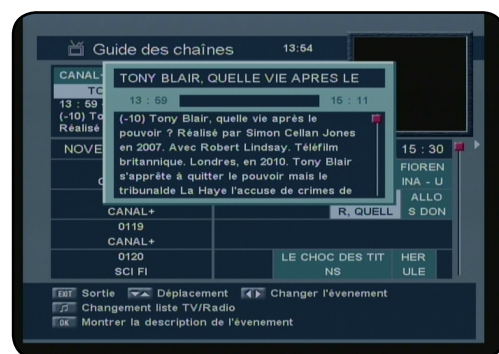 Guide des chaînes 13:54
CANAL+
TONY BLAIR, QUELLE VIE APRES LE
TO
13 : 59 15 : 11
13 : 59
(-10) To
Réalisé
(-10) Tony Blair, quelle vie après le
pouvoir ? Réalisé par Simon Cellan Jones
en 2007. Avec Robert Lindsay. Téléfilm
britannique. Londres, en 2010. Tony Blair
s'apprête à quitter le pouvoir mais le
tribunalde La Haye l'accuse de crimes de
NOVE 15 : 30
FIOREN
INA - U
ALLO
CANAL+ R, QUELL S DON
0119
CANAL+
0120 LE CHOC DES TIT HER
SCI FI NS ULE
EXIT Sortie Déplacement Changer l'évenement
Changement liste TV/Radio
OK Montrer la description de l'évenement